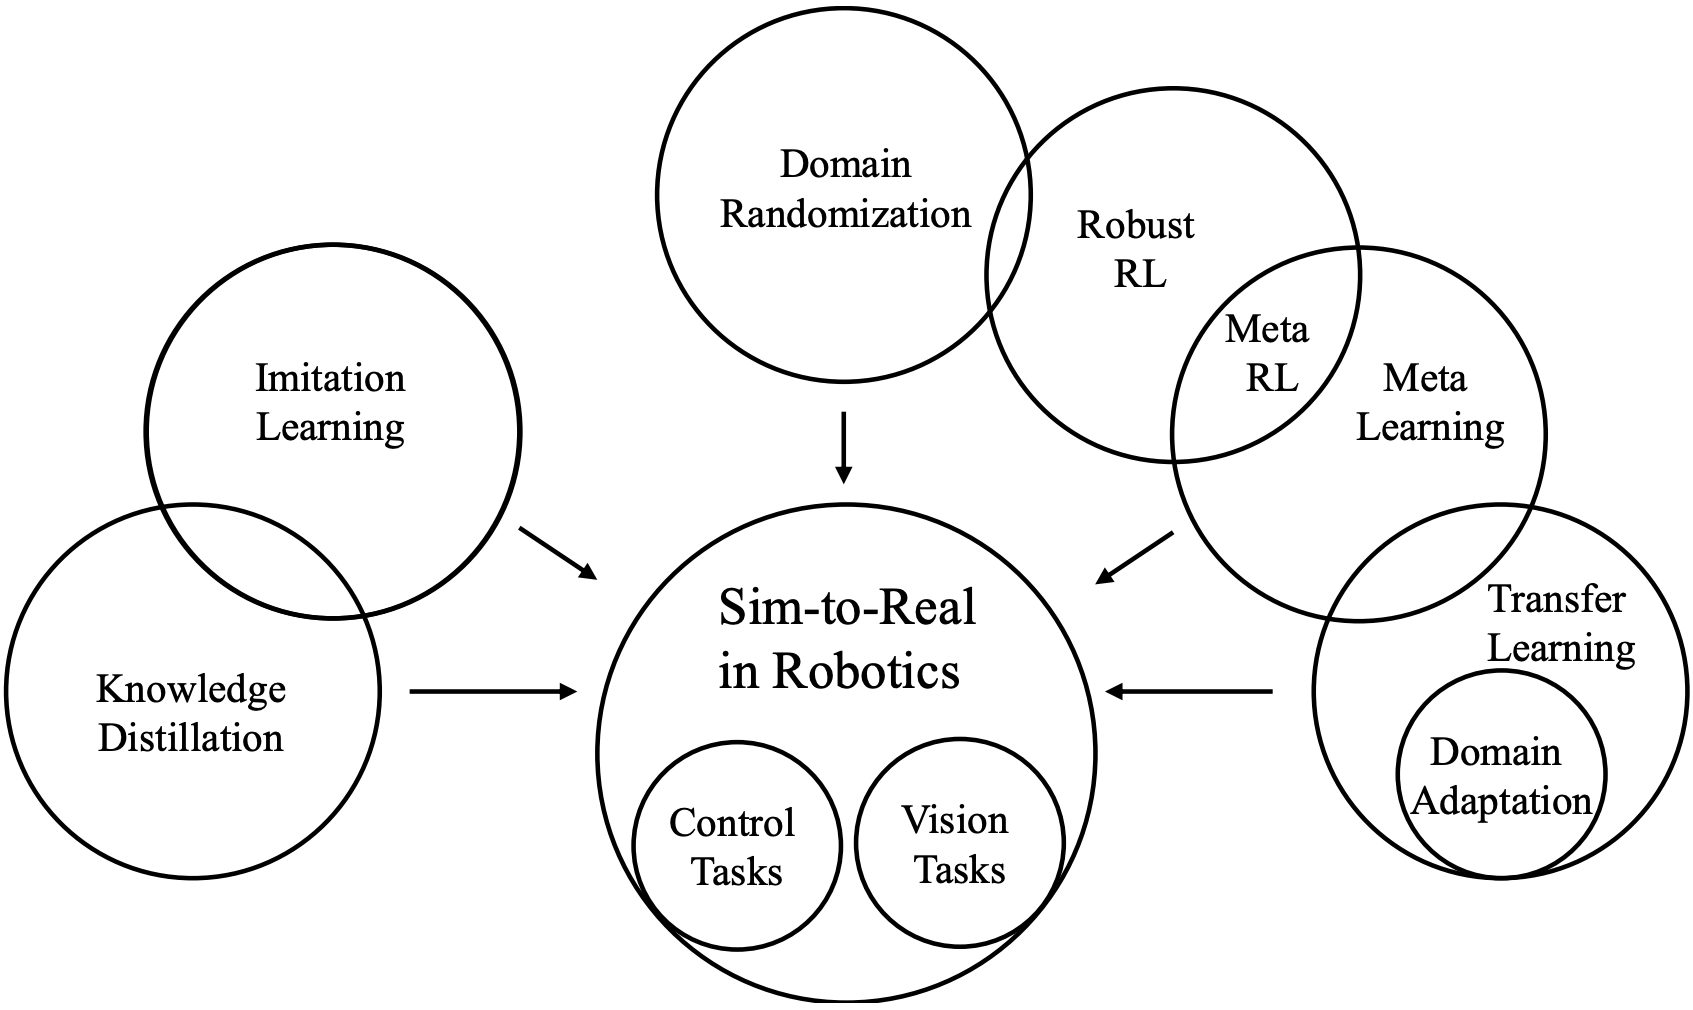 Domain
Randomization
Robust
RL
Meta
RL
Meta
Learning
Imitation
Learning
Knowledge
Distillation
Sim-to-Real
in Robotics
Control
Tasks
Vision
Tasks
Transfer
Learning
Domain
Adaptation